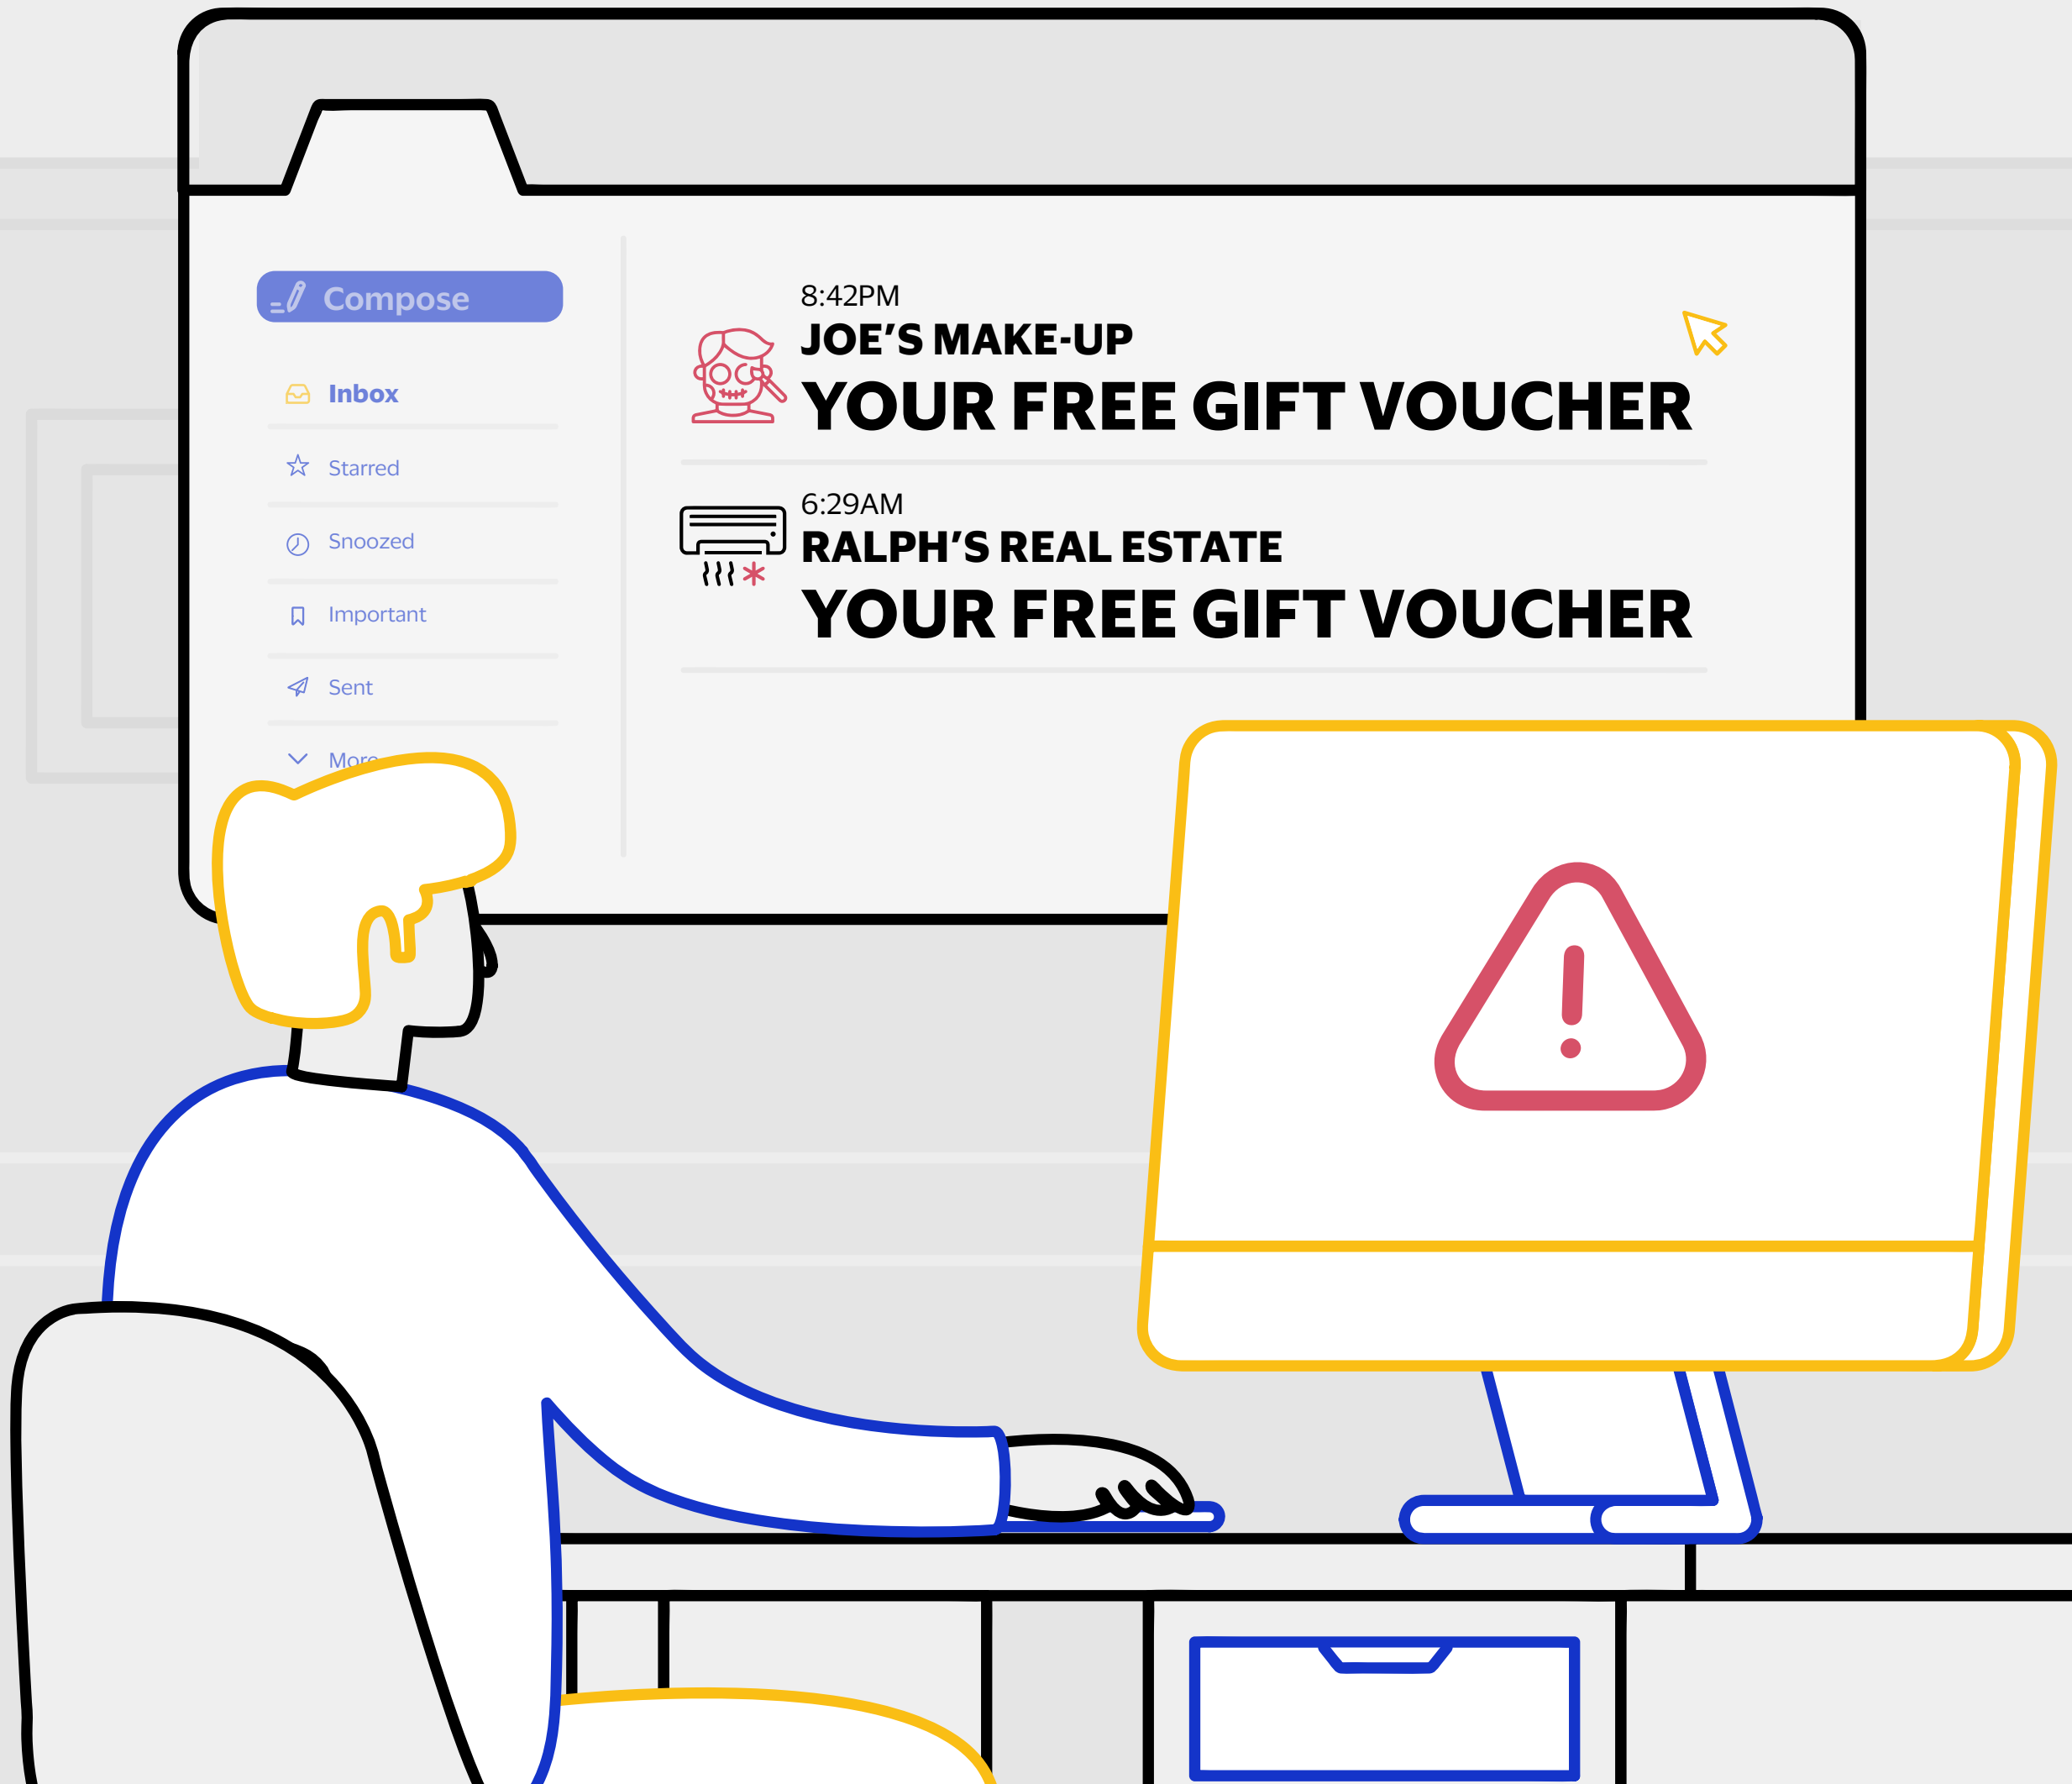 Compose
Inbox
Starred
Snoozed
Important
Sent
More
8:42PM
JOE’S MAKE-UP
YOUR FREE GIFT VOUCHER
6:29AM
RALPH’S REAL ESTATE
YOUR FREE GIFT VOUCHER